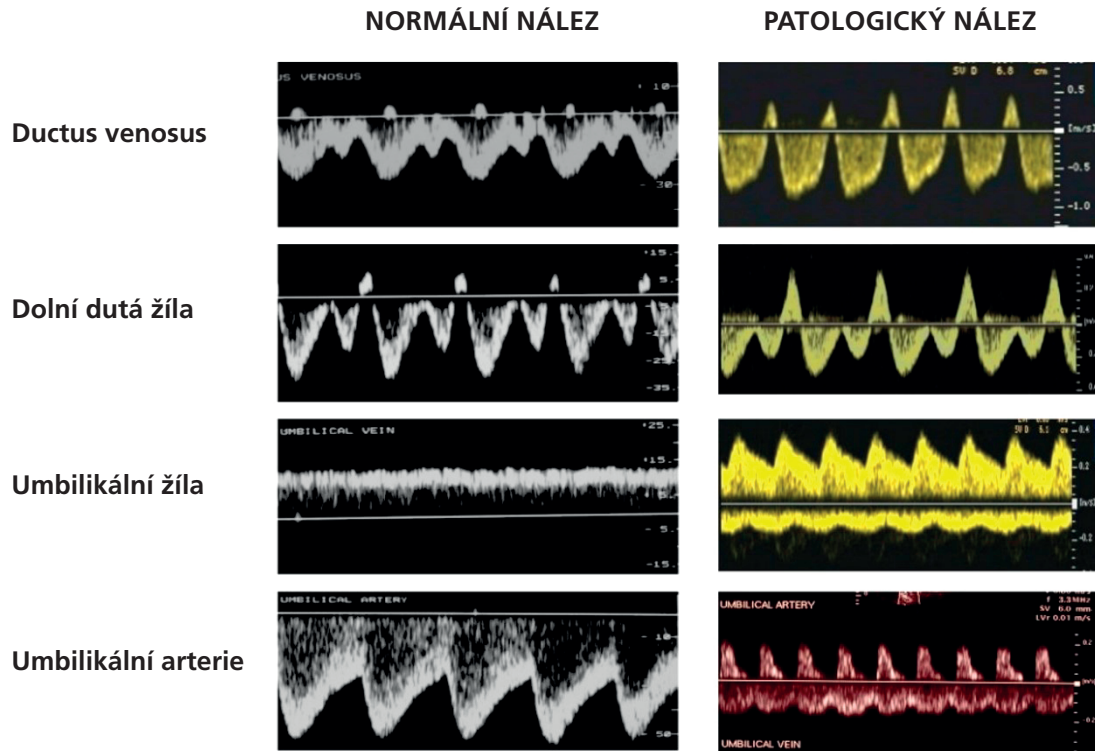 NORMÁLNÍ NÁLEZ
PATOLOGICKÝ NÁLEZ
Ductus venosus
US VENOSUS
10
- 30
SV D 6.8 cm
0.5
[m/s]
-0.5
-1.0
Dolní dutá žíla
+15.
5.
-15
-25
-35.
0.2
Umbilikální žíla
UMBILICAL VEIN
+25.
+15.
- 5.
-15.
SV D 6.1 cm
0.4
0.2
[m/s]
-0.2
Umbilikální arterie
UMBILICAL ARTERY
- 10
- 50
UMBILICAL ARTERY
f 3.3MHz
SV 6.0 mm
LVr 0.01 m/s
0.2
-0.2
UMBILICAL VEIN